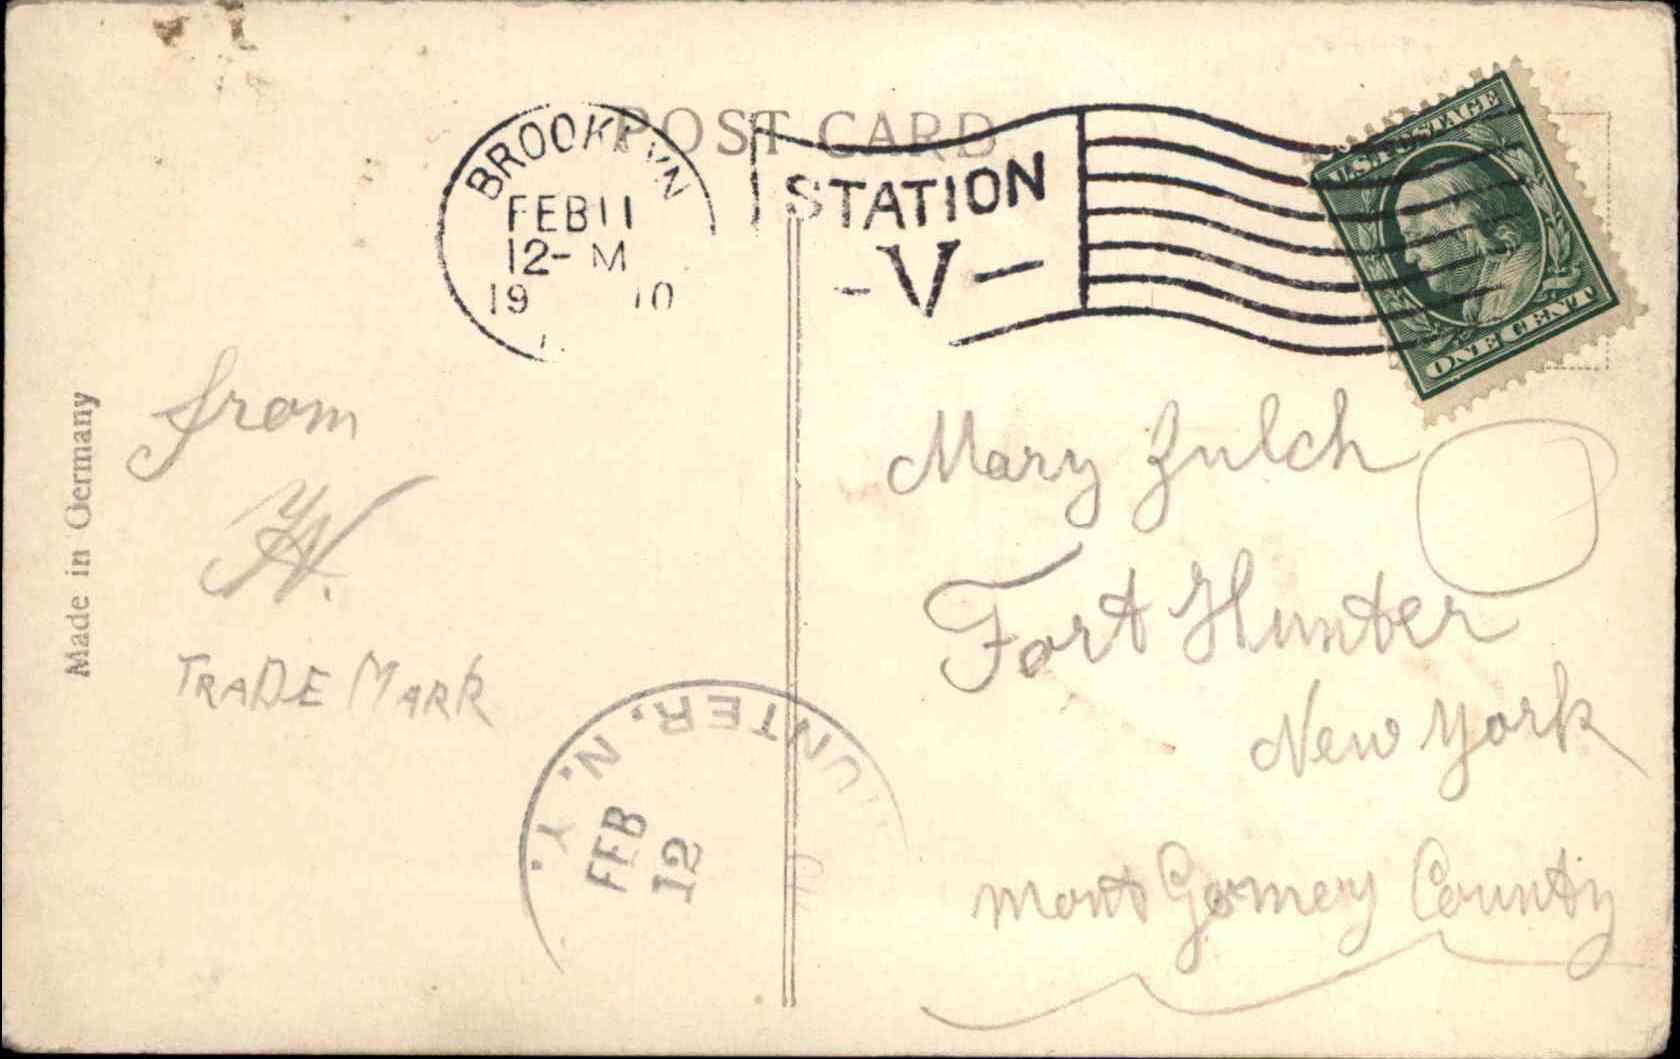 POST CARD
BROOKLYN
FEB 11
12- M
19 10
STATION
-V-
U.S. POSTAGE
ONE CENT
Made in Germany
from
H.
TRADE MARK
Mary Zulch
Fort Hunter
New York
MontGomery County
UNTER, N. Y.
FEB
12